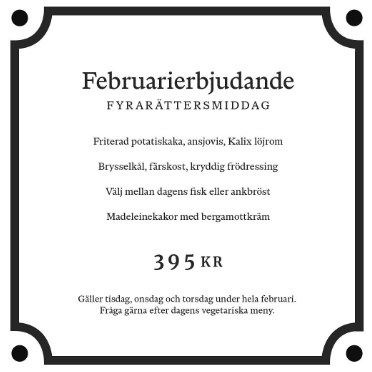 Februarierbjudande
FYRARÄTTERSMIDDAG
Friterad potatiskaka, ansjovis, Kalix löjrom
Brysselkål, färskost, kryddig frödressing
Välj mellan dagens fisk eller ankbröst
Madeleinekakor med bergamottkräm
395 KR
Gäller tisdag, onsdag och torsdag under hela februari.
Fråga gärna efter dagens vegetariska meny.